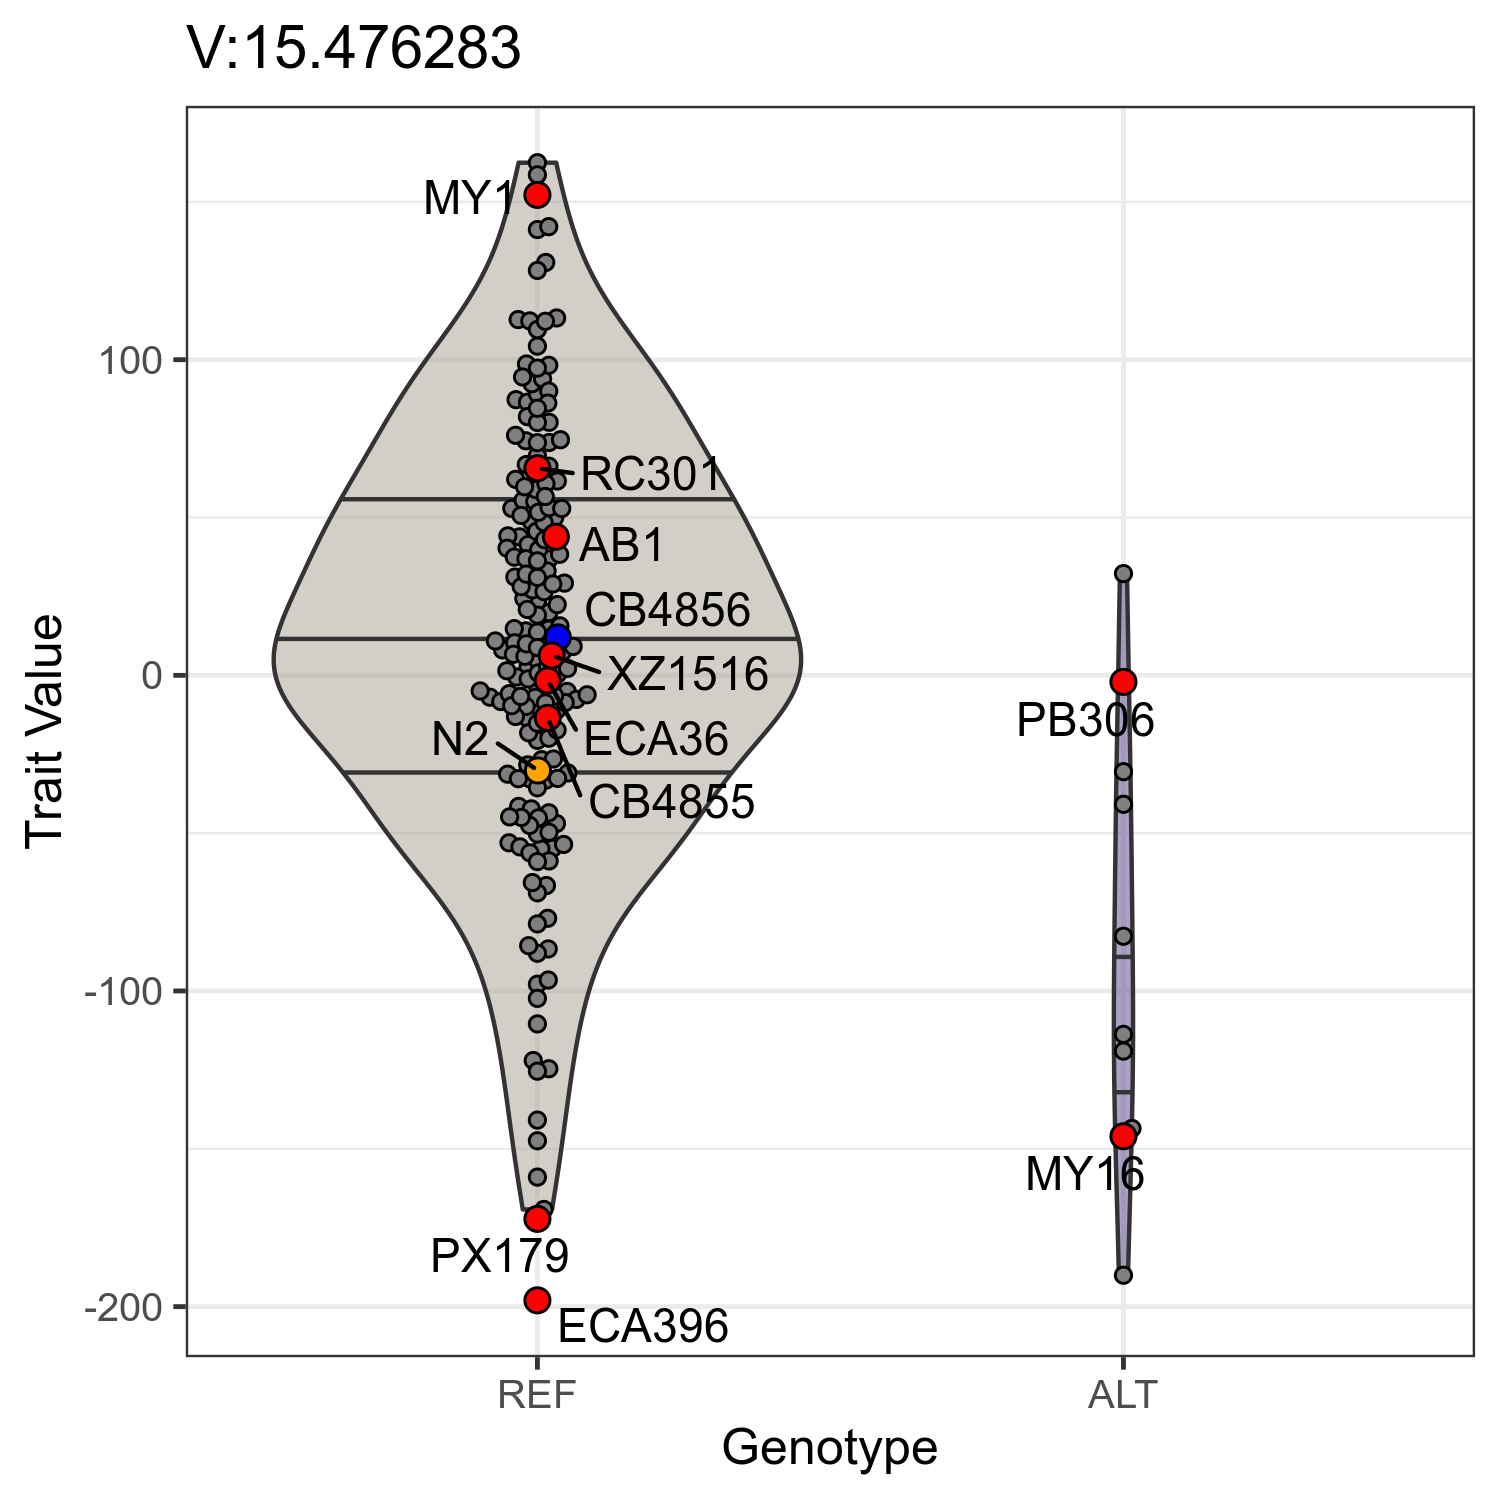 V:15.476283
MY1
100
RC301
AB1
CB4856
0
XZ1516
PB306
N2
ECA36
CB4855
Trait Value
-100
MY16
PX179
-200
ECA396
REF
ALT
Genotype